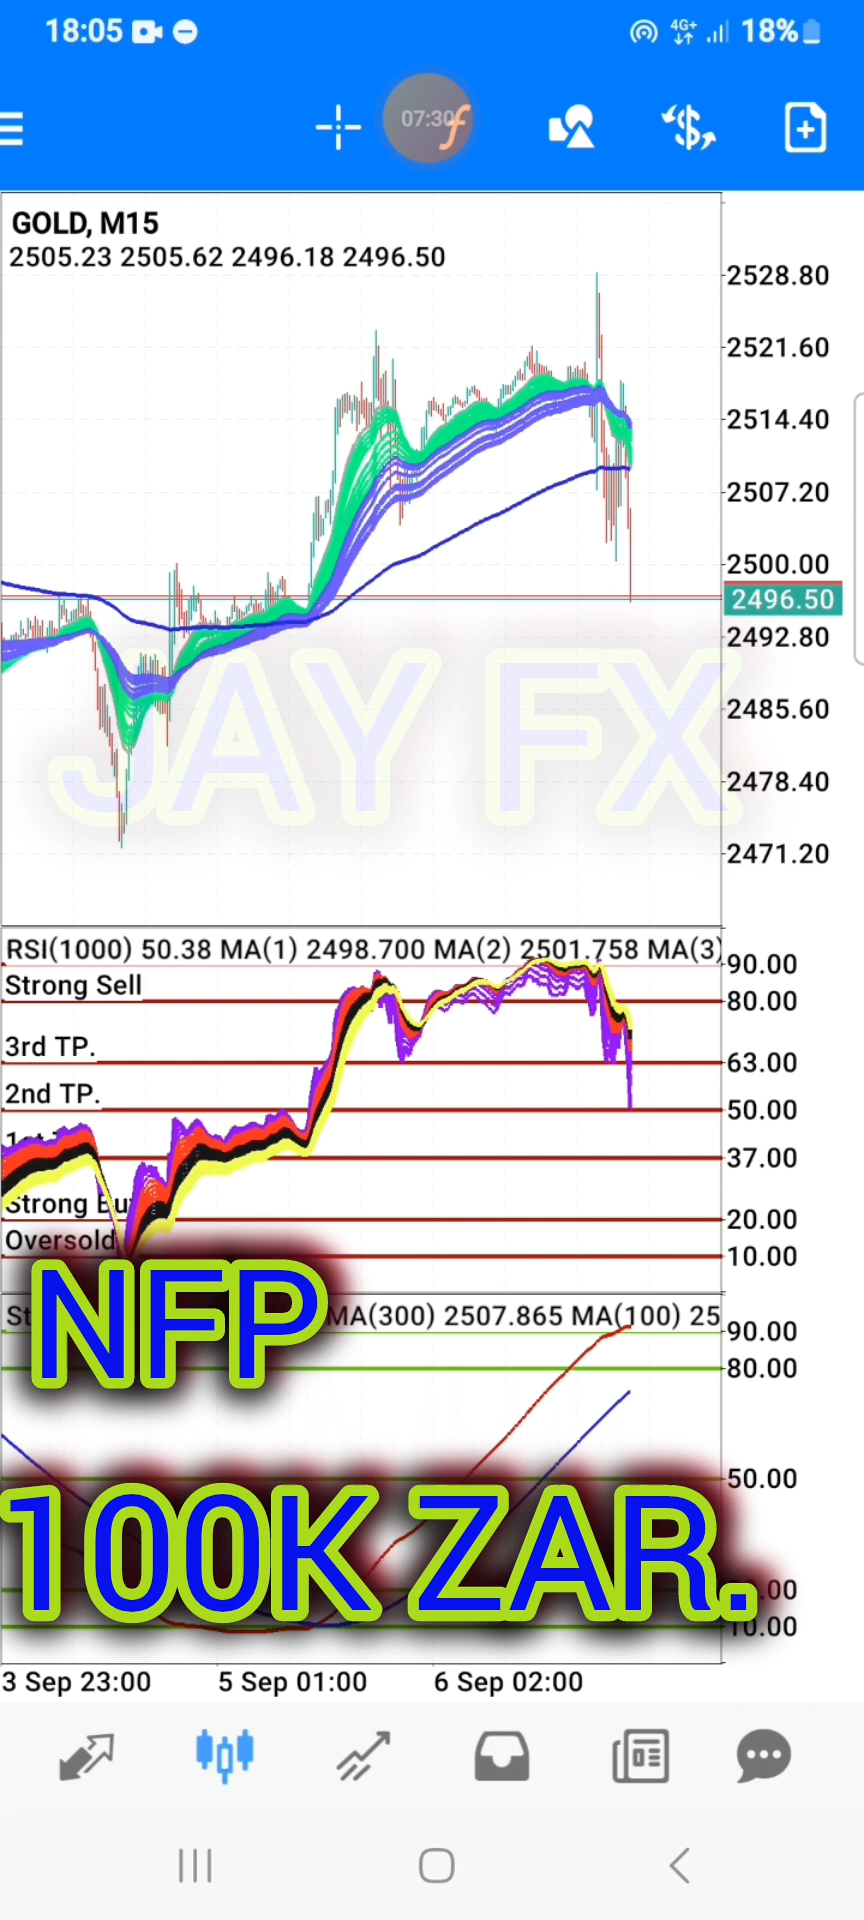 18:05
4G+
18%
07:30
GOLD, M15
2505.23 2505.62 2496.18 2496.50
2528.80
2521.60
2514.40
2507.20
2500.00
2496.50
2492.80
2485.60
2478.40
2471.20
JAY FX
RSI(1000) 50.38 MA(1) 2498.700 MA(2) 2501.758 MA(3)
90.00
Strong Sell
80.00
3rd TP.
63.00
2nd TP.
50.00
37.00
Strong Bu
20.00
Oversold
10.00
NFP
St MA(300) 2507.865 MA(100) 25
90.00
80.00
50.00
100K ZAR.
10.00
3 Sep 23:00 5 Sep 01:00 6 Sep 02:00